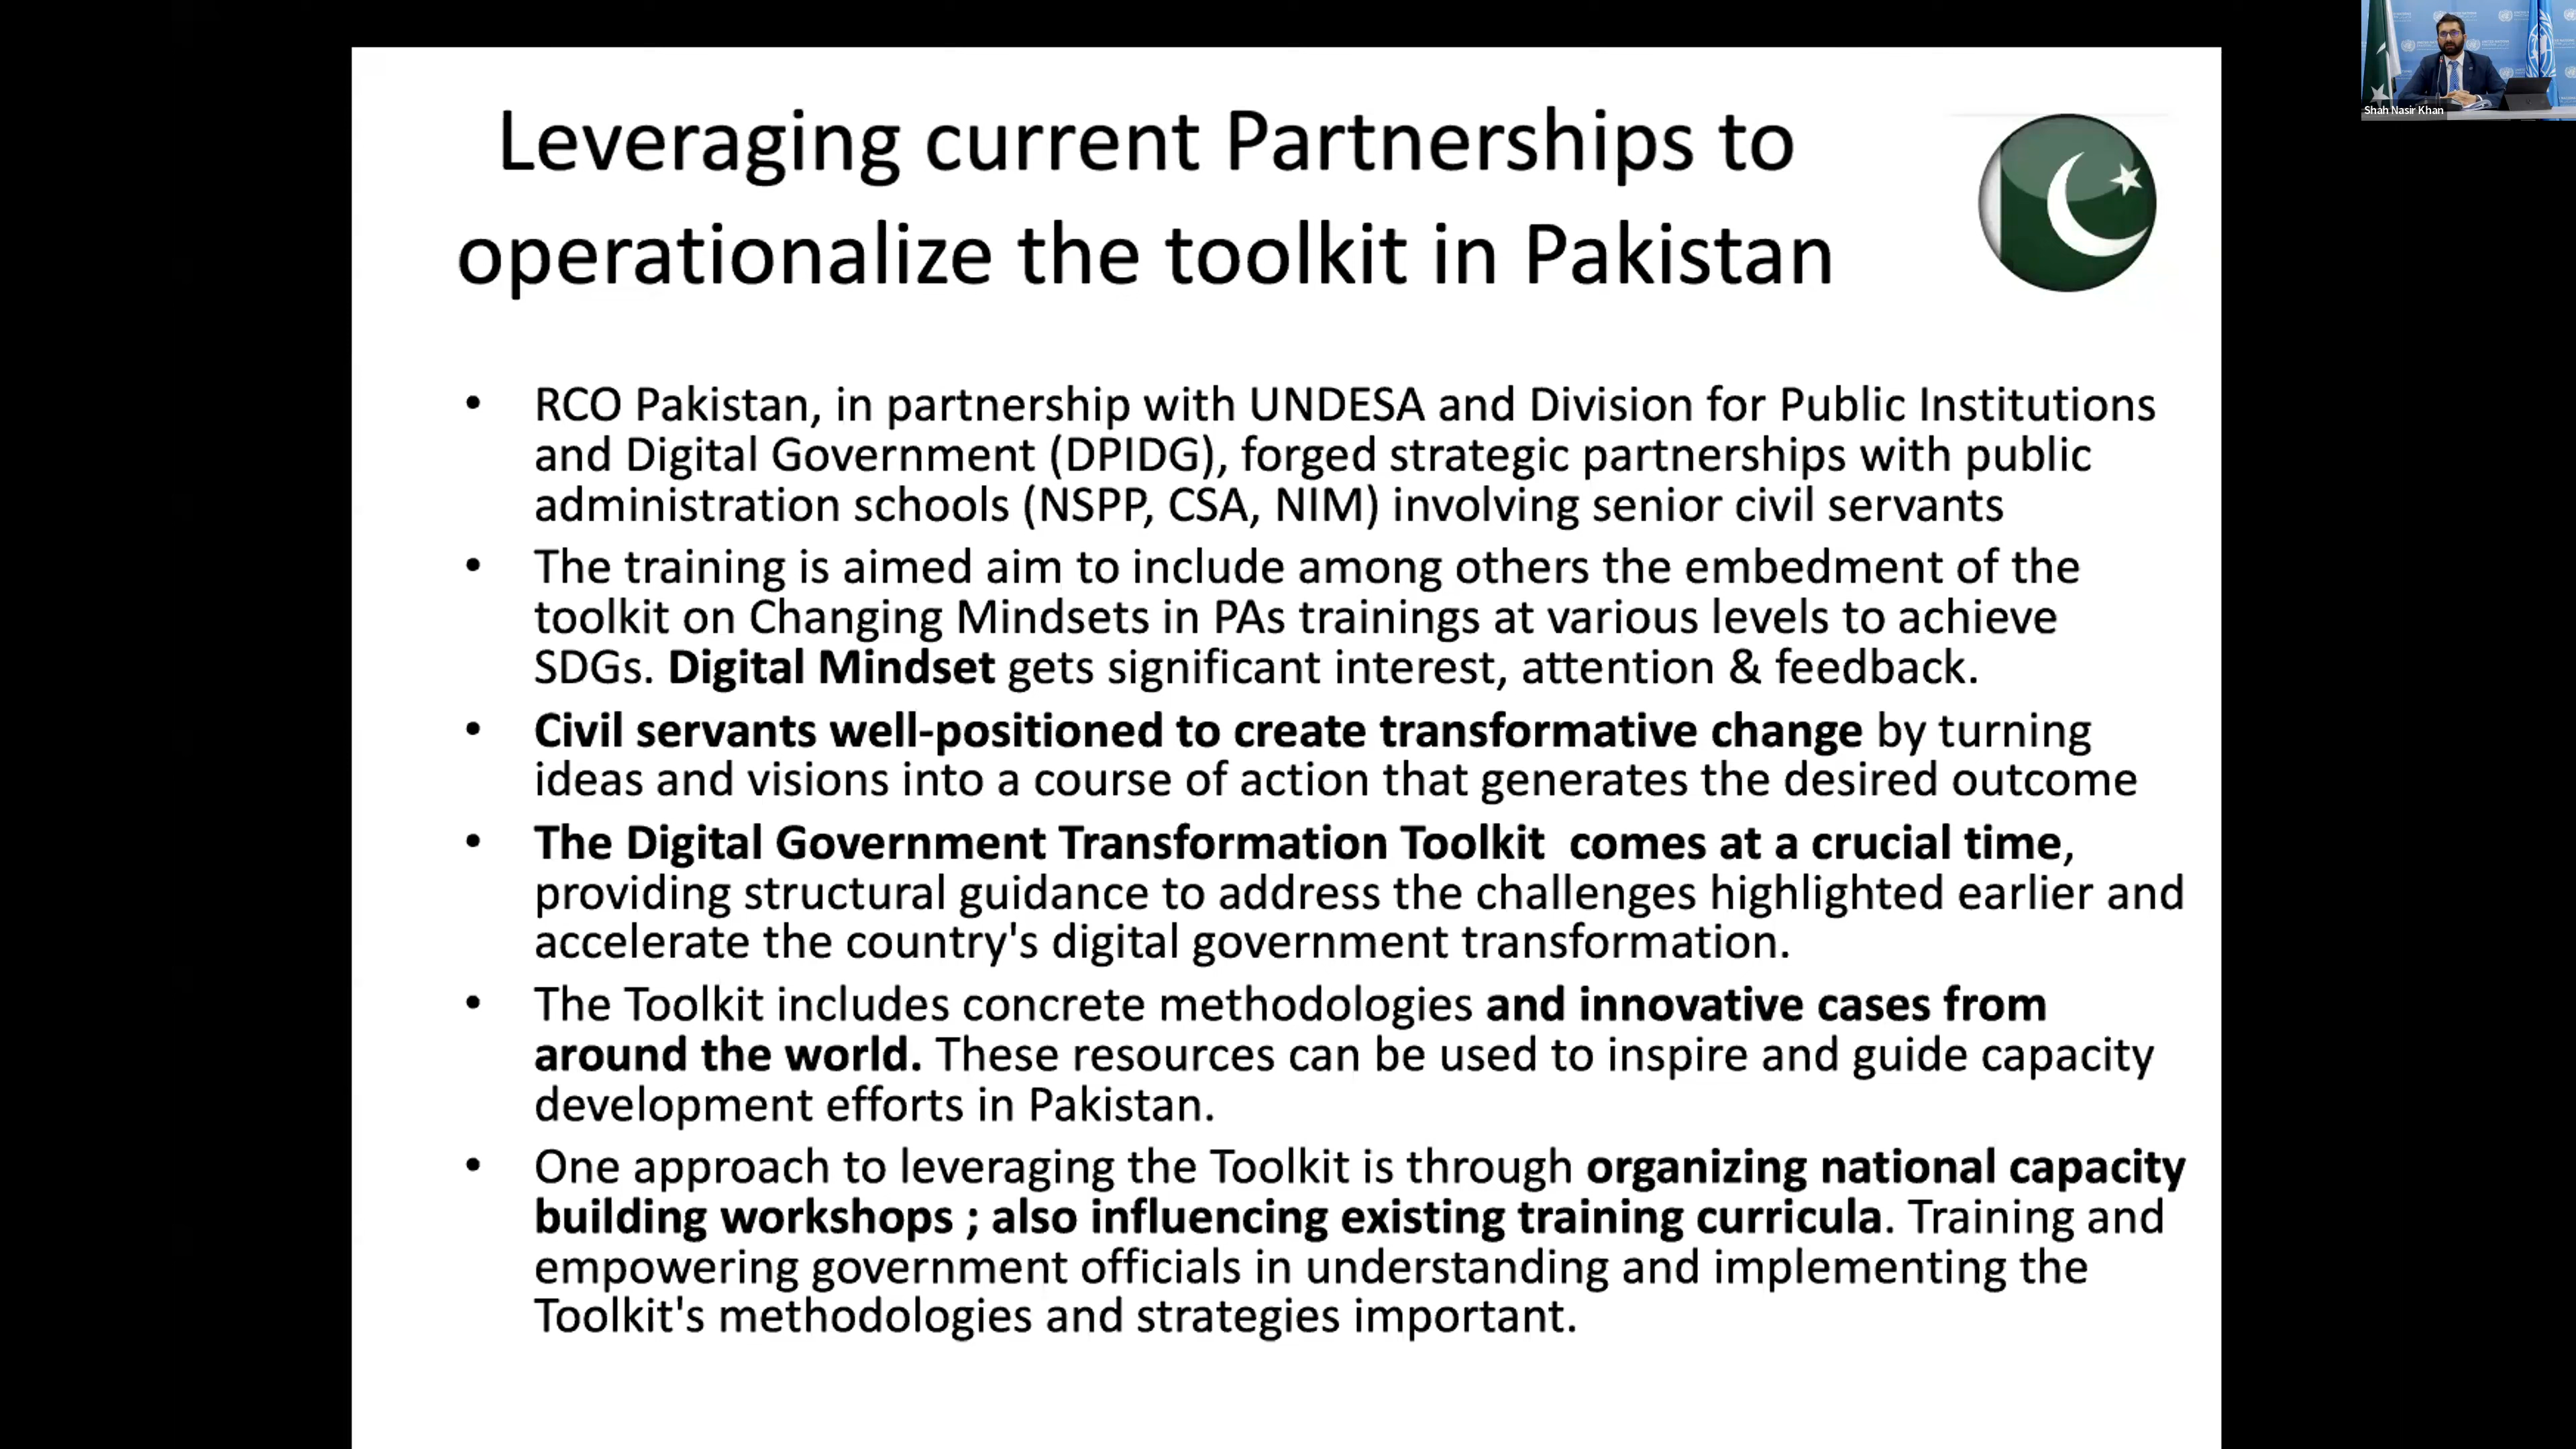 Leveraging current Partnerships to
operationalize the toolkit in Pakistan
Shah Nasir Khan
• RCO Pakistan, in partnership with UNDESA and Division for Public Institutions
and Digital Government (DPIDG), forged strategic partnerships with public
administration schools (NSPP, CSA, NIM) involving senior civil servants
• The training is aimed aim to include among others the embedment of the
toolkit on Changing Mindsets in PAs trainings at various levels to achieve
SDGs. Digital Mindset gets significant interest, attention & feedback.
• Civil servants well-positioned to create transformative change by turning
ideas and visions into a course of action that generates the desired outcome
• The Digital Government Transformation Toolkit  comes at a crucial time,
providing structural guidance to address the challenges highlighted earlier and
accelerate the country's digital government transformation.
• The Toolkit includes concrete methodologies and innovative cases from
around the world. These resources can be used to inspire and guide capacity
development efforts in Pakistan.
• One approach to leveraging the Toolkit is through organizing national capacity
building workshops ; also influencing existing training curricula. Training and
empowering government officials in understanding and implementing the
Toolkit's methodologies and strategies important.